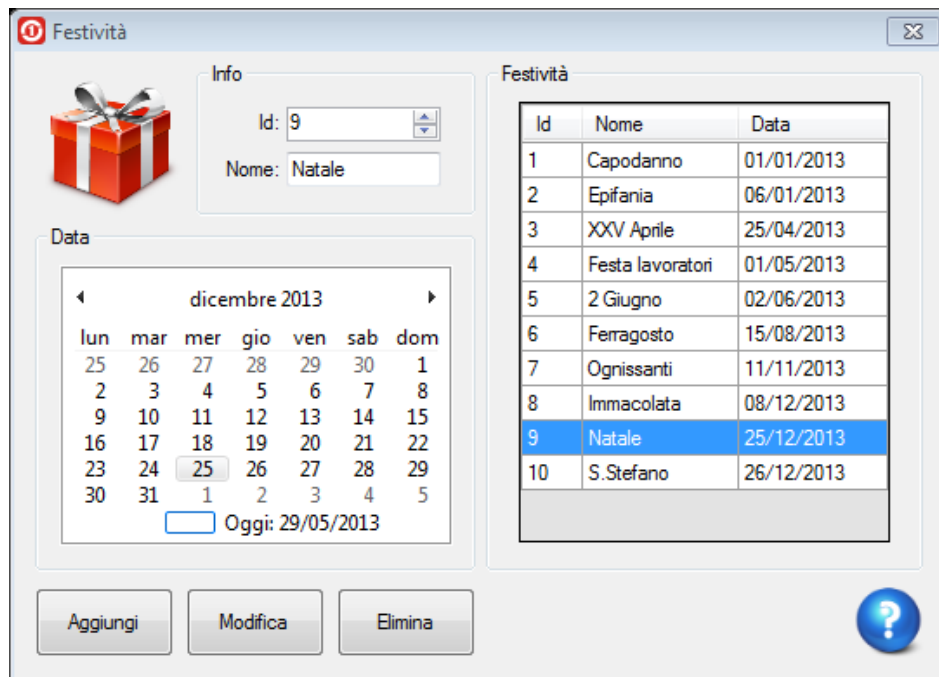 Festività
Info
Id: 9
Nome: Natale
Data
dicembre 2013
lun mar mer gio ven sab dom
25 26 27 28 29 30 1
2 3 4 5 6 7 8
9 10 11 12 13 14 15
16 17 18 19 20 21 22
23 24 25 26 27 28 29
30 31 1 2 3 4 5
Oggi: 29/05/2013
Festività
Id Nome Data
1 Capodanno 01/01/2013
2 Epifania 06/01/2013
3 XXV Aprile 25/04/2013
4 Festa lavoratori 01/05/2013
5 2 Giugno 02/06/2013
6 Ferragosto 15/08/2013
7 Ognissanti 11/11/2013
8 Immacolata 08/12/2013
9 Natale 25/12/2013
10 S.Stefano 26/12/2013
Aggiungi Modifica Elimina
?